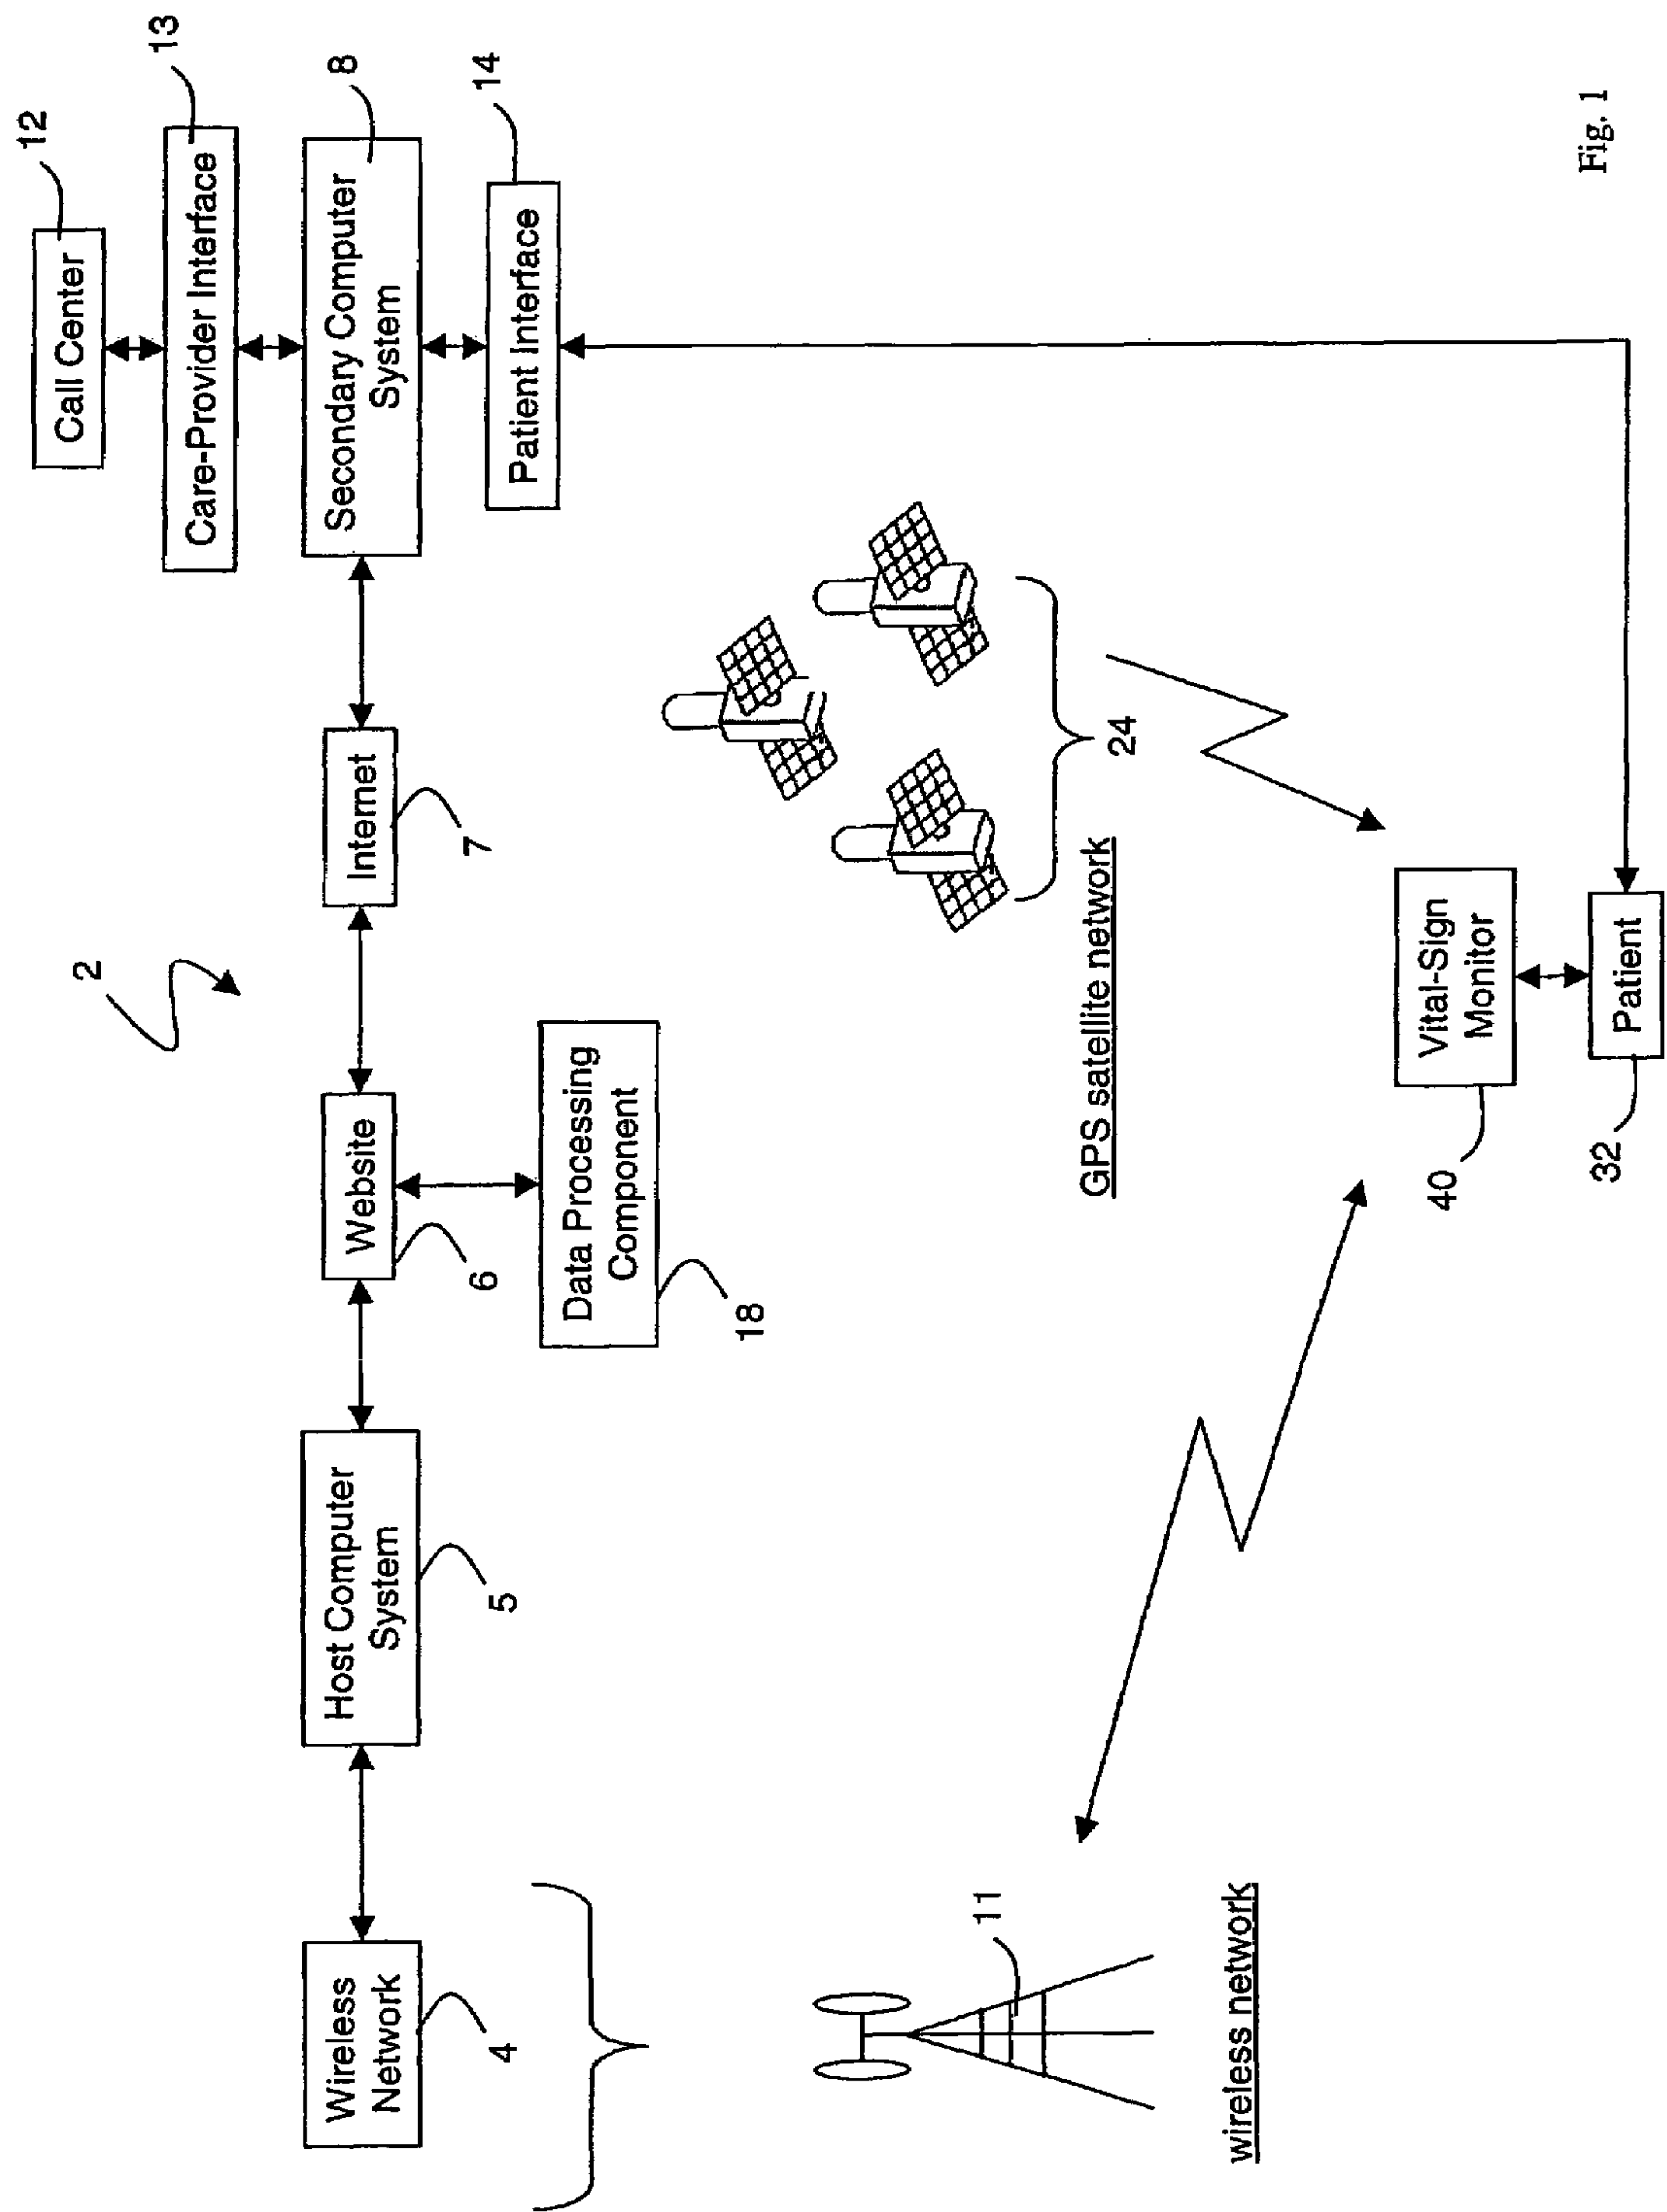 12
Call Center
13
Care-Provider Interface
8
Secondary Computer
System
14
Patient Interface
2
Wireless
Network
4
Host Computer
System
5
Website
6
Internet
7
Data Processing
Component
18
24
GPS satellite network
11
wireless network
Vital-Sign
Monitor
40
Patient
32
Fig. 1